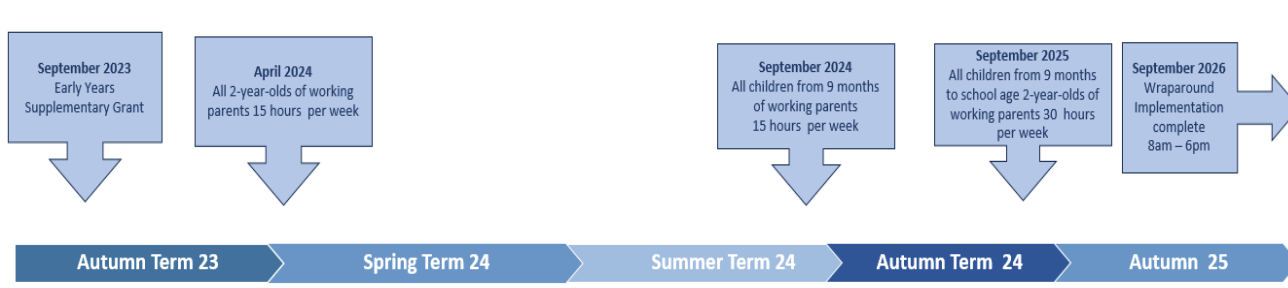 September 2023
Early Years
Supplementary Grant
April 2024
All 2-year-olds of working
parents 15 hours per week
September 2024
All children from 9 months
of working parents
15 hours per week
September 2025
All children from 9 months
to school age 2-year-olds of
working parents 30 hours
per week
September 2026
Wraparound
Implementation
complete
8am – 6pm
Autumn Term 23
Spring Term 24
Summer Term 24
Autumn Term 24
Autumn 25